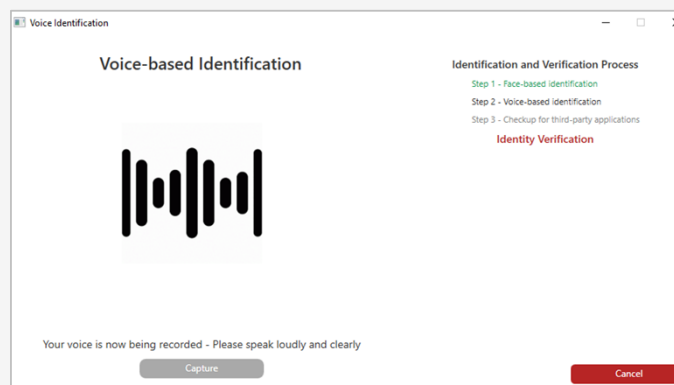 Voice Identification
Voice-based Identification
Your voice is now being recorded - Please speak loudly and clearly
Capture
Identification and Verification Process
Step 1 - Face-based identification
Step 2 - Voice-based identification
Step 3 - Checkup for third-party applications
Identity Verification
Cancel